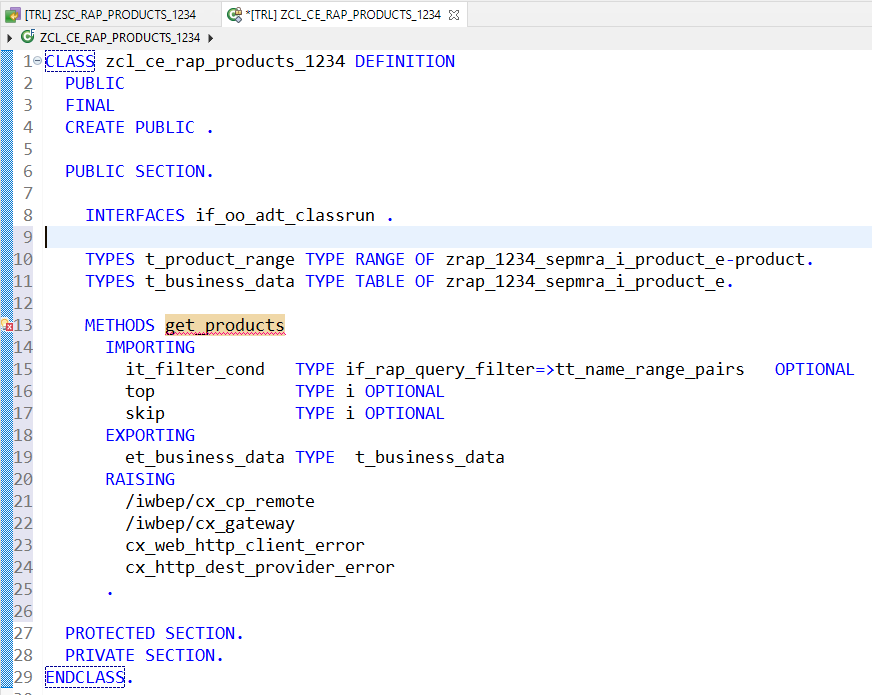 [TRL] ZSC_RAP_PRODUCTS_1234 *[TRL] ZCL_CE_RAP_PRODUCTS_1234
ZCL_CE_RAP_PRODUCTS_1234
1 CLASS zcl_ce_rap_products_1234 DEFINITION
2 PUBLIC
3 FINAL
4 CREATE PUBLIC .
5
6 PUBLIC SECTION.
7
8 INTERFACES if_oo_adt_classrun .
9
10 TYPES t_product_range TYPE RANGE OF zrap_1234_sepmra_i_product_e-product.
11 TYPES t_business_data TYPE TABLE OF zrap_1234_sepmra_i_product_e.
12
13 METHODS get_products
14 IMPORTING
15 it_filter_cond TYPE if_rap_query_filter=>tt_name_range_pairs OPTIONAL
16 top TYPE i OPTIONAL
17 skip TYPE i OPTIONAL
18 EXPORTING
19 et_business_data TYPE t_business_data
20 RAISING
21 /iwbep/cx_cp_remote
22 /iwbep/cx_gateway
23 cx_web_http_client_error
24 cx_http_dest_provider_error
25 .
26
27 PROTECTED SECTION.
28 PRIVATE SECTION.
29 ENDCLASS.